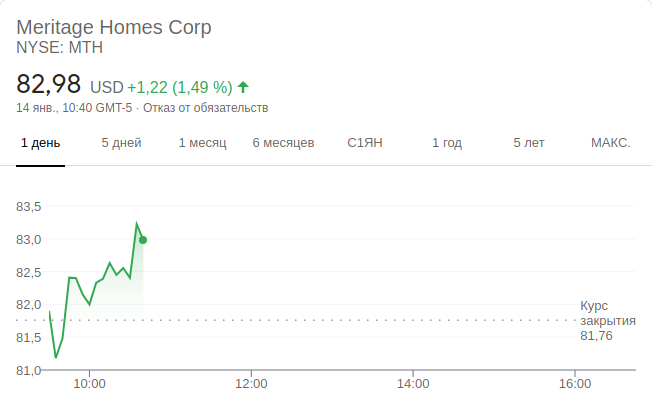 Meritage Homes Corp
NYSE: MTH
82,98 USD +1,22 (1,49 %)
14 янв., 10:40 GMT-5 · Отказ от обязательств
1 день 5 дней 1 месяц 6 месяцев С1ЯН 1 год 5 лет МАКС.
83,5
83,0
82,5
82,0
Курс
закрытия
81,76
81,5
81,0
10:00 12:00 14:00 16:00